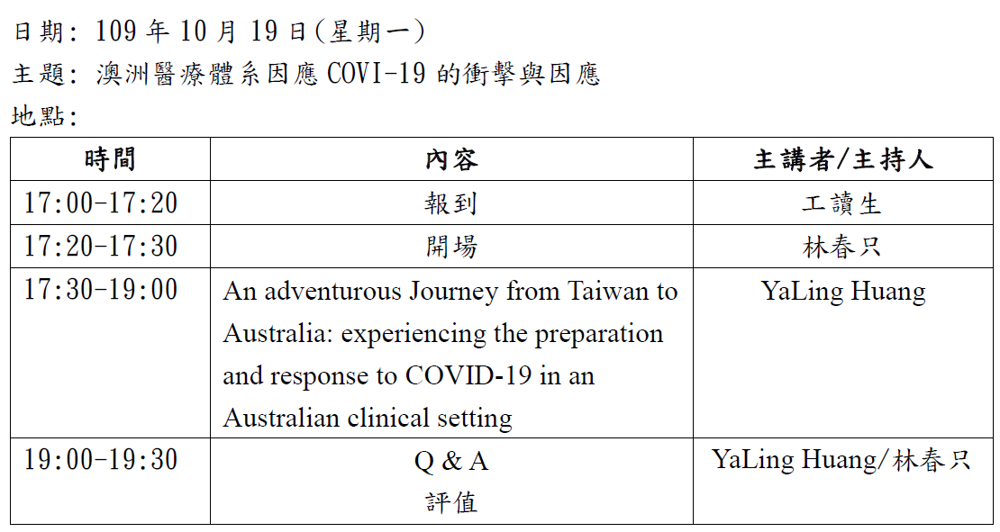 日期: 109 年 10 月 19 日(星期一)
主題: 澳洲醫療體系因應 COVI-19 的衝擊與因應
地點:
時間 內容 主講者/主持人
17:00-17:20 報到 工讀生
17:20-17:30 開場 林春只
17:30-19:00 An adventurous Journey from Taiwan to YaLing Huang
Australia: experiencing the preparation
and response to COVID-19 in an
Australian clinical setting
19:00-19:30 Q & A YaLing Huang/林春只
評值